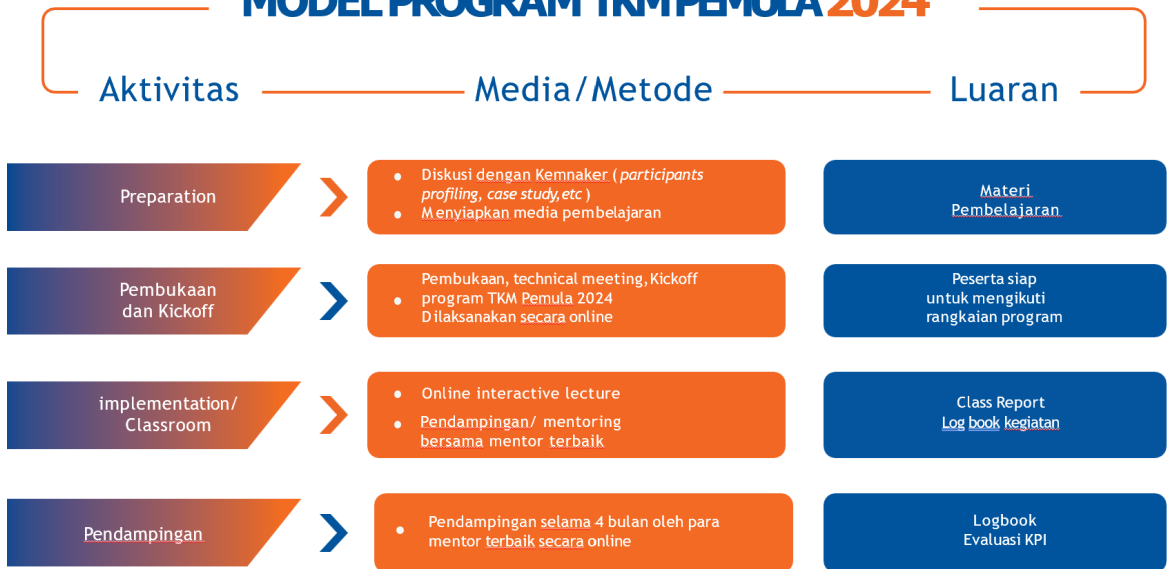 MODEL PROGRAM TKM PEMULA 2024
Aktivitas
Media/Metode
Luaran
Preparation
Diskusi dengan Kemnaker (participants
profiling, case study,etc )
Menyiapkan media pembelajaran
Materi
Pembelajaran
Pembukaan
dan Kickoff
Pembukaan, technical meeting,Kickoff
program TKM Pemula 2024
Dilaksanakan secara online
Peserta siap
untuk mengikuti
rangkaian program
implementation/
Classroom
Online interactive lecture
Pendampingan/ mentoring
bersama mentor terbaik
Class Report
Log book kegiatan
Pendampingan
Pendampingan selama 4 bulan oleh para
mentor terbaik secara online
Logbook
Evaluasi KPI